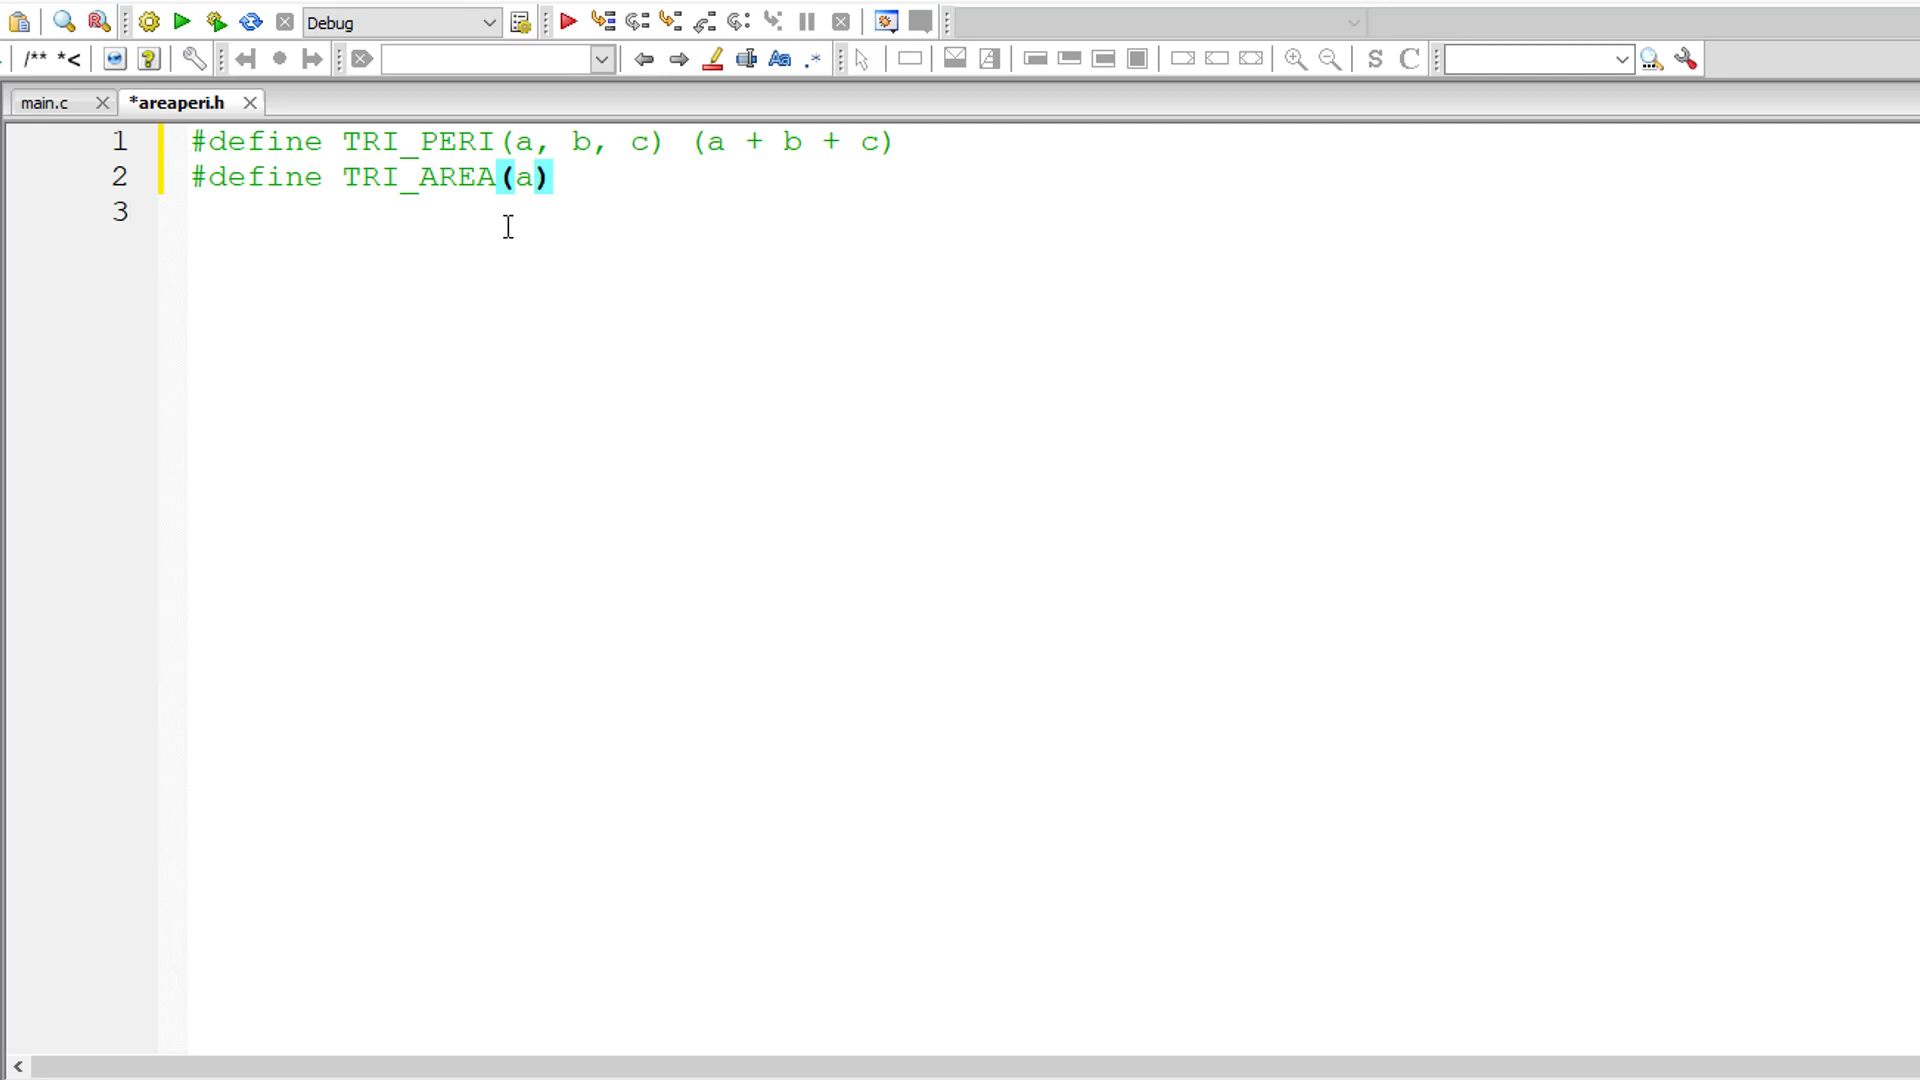 Debug
/** *<
S C
main.c *areaperi.h
1 #define TRI_PERI(a, b, c) (a + b + c)
2 #define TRI_AREA(a)
3